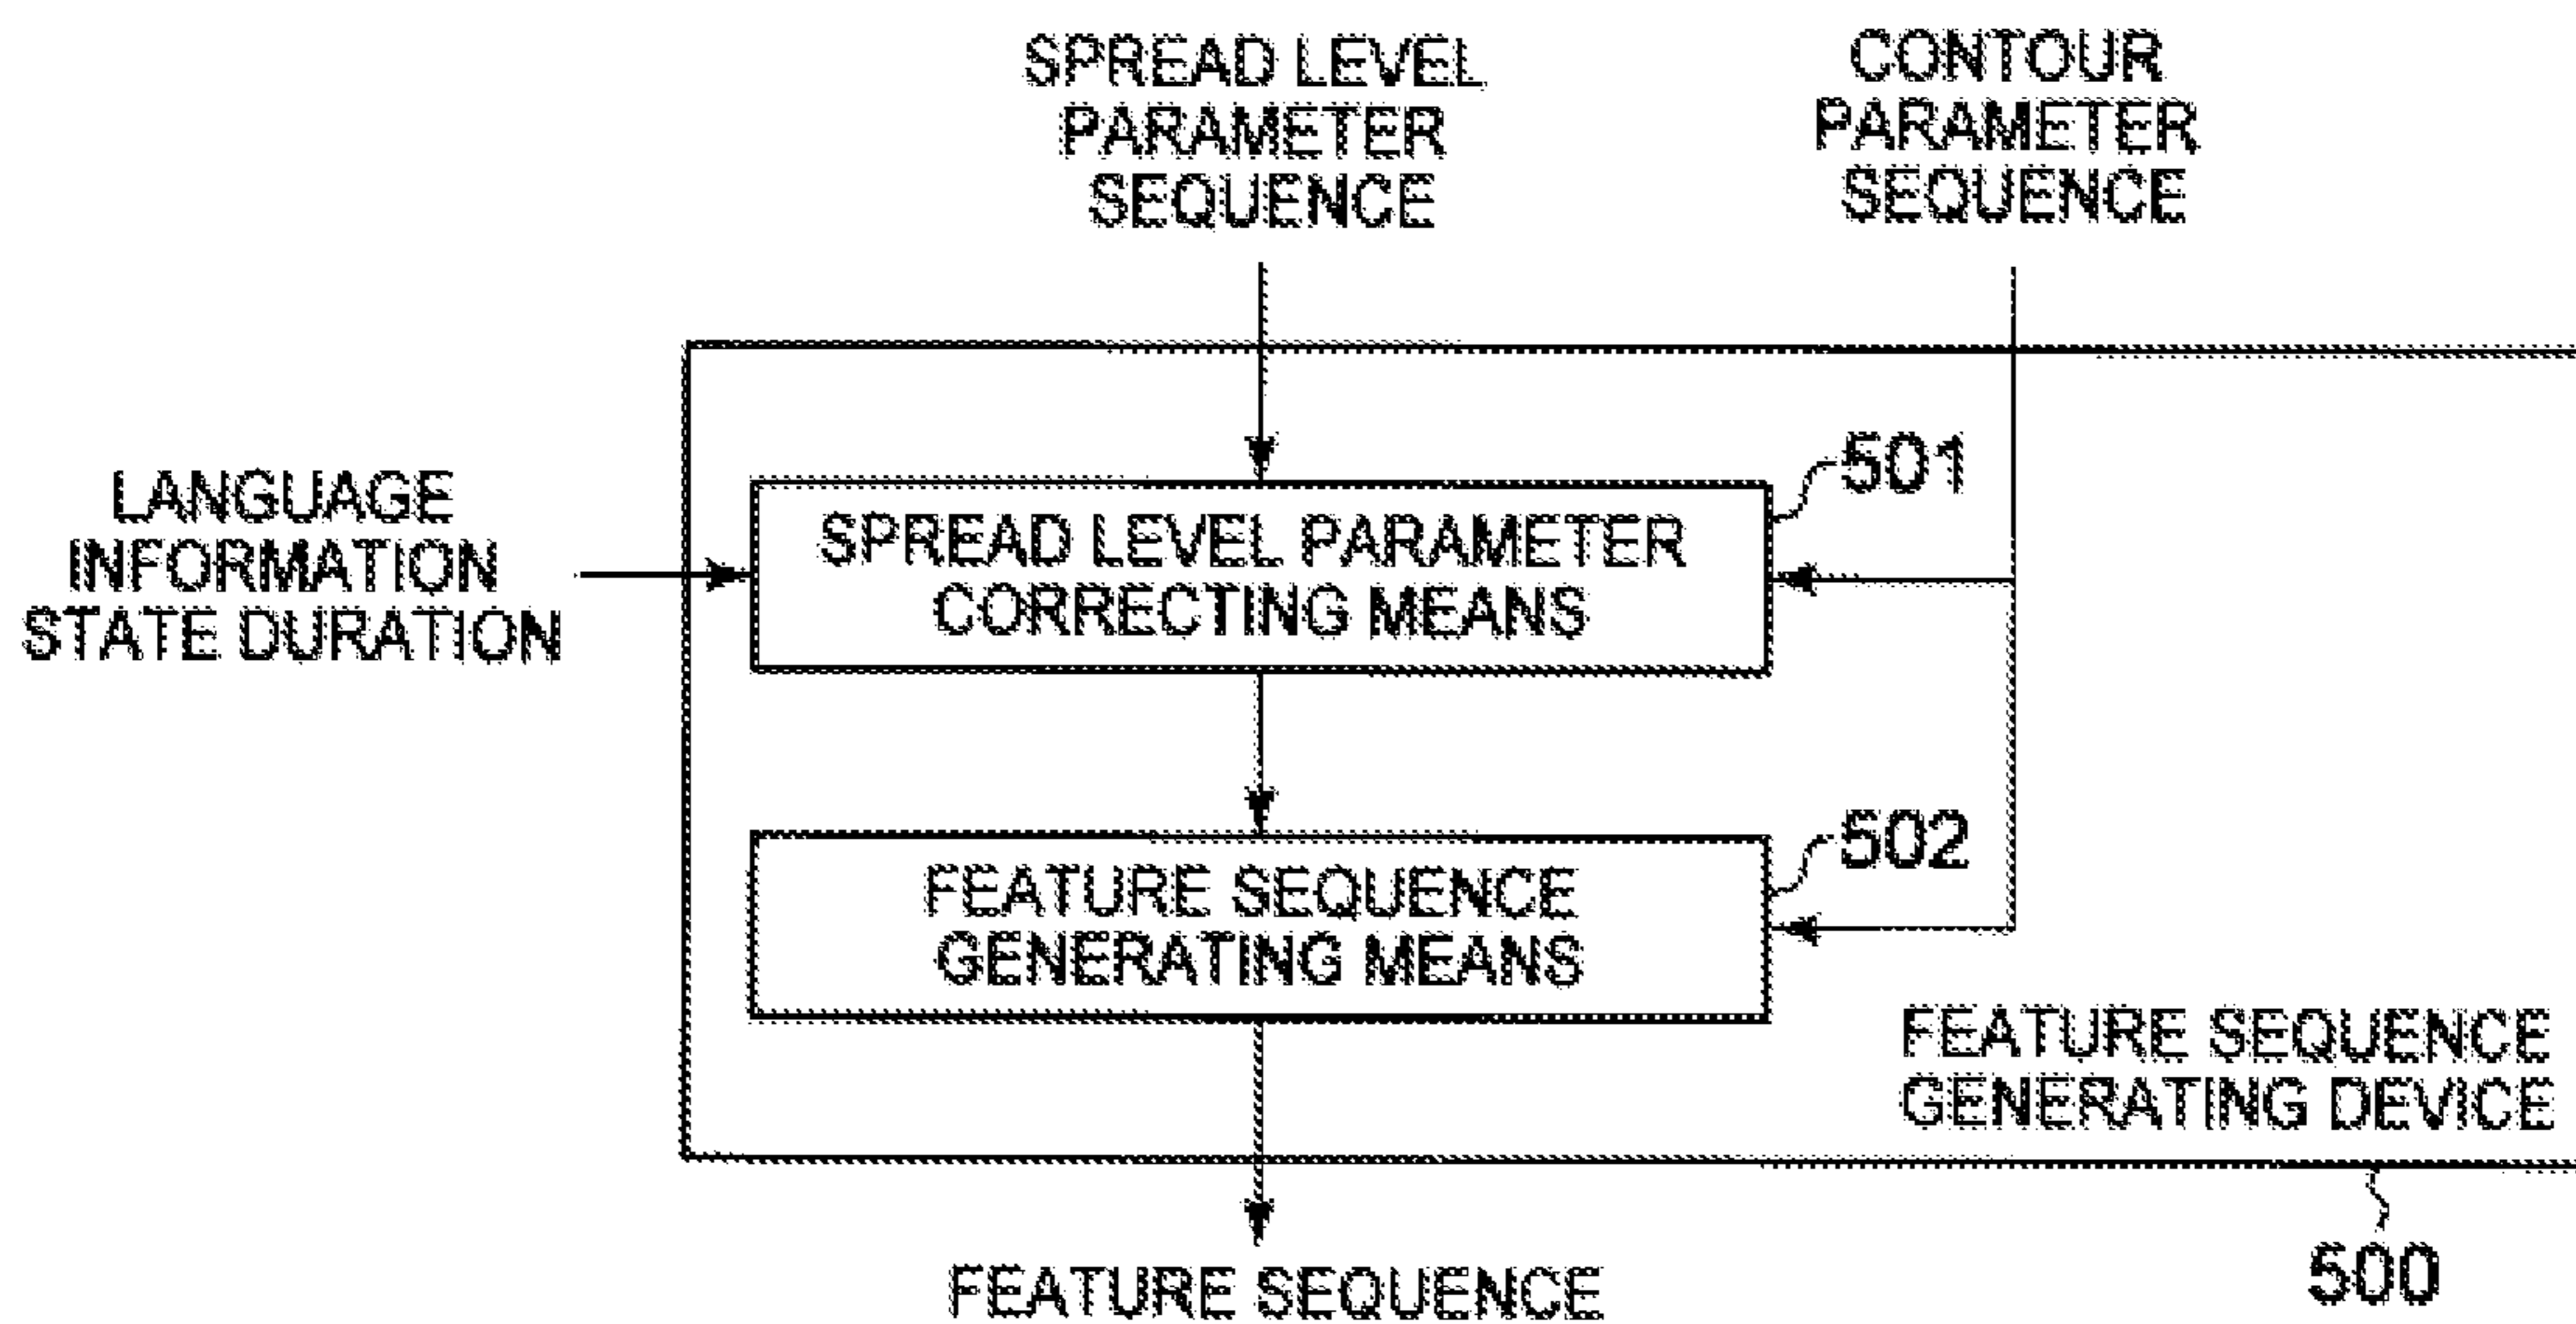 SPREAD LEVEL
PARAMETER
SEQUENCE
CONTOUR
PARAMETER
SEQUENCE
LANGUAGE
INFORMATION
STATE DURATION
501
SPREAD LEVEL PARAMETER
CORRECTING MEANS
502
FEATURE SEQUENCE
GENERATING MEANS
FEATURE SEQUENCE
GENERATING DEVICE
500
FEATURE SEQUENCE